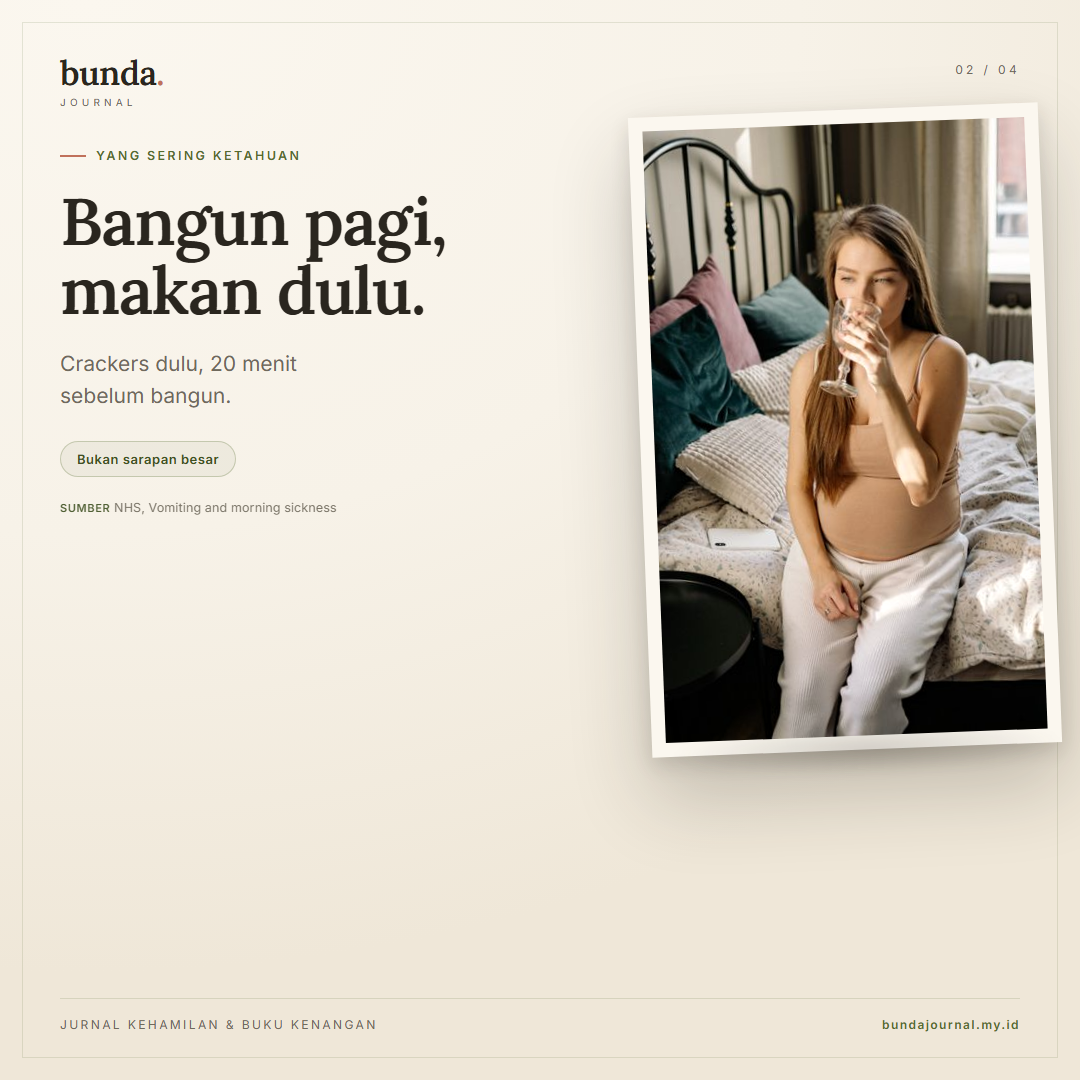 bunda.
JOURNAL
02 / 04
YANG SERING KETAHUAN
Bangun pagi,
makan dulu.
Crackers dulu, 20 menit
sebelum bangun.
Bukan sarapan besar
SUMBER NHS, Vomiting and morning sickness
JURNAL KEHAMILAN & BUKU KENANGAN
bundajournal.my.id